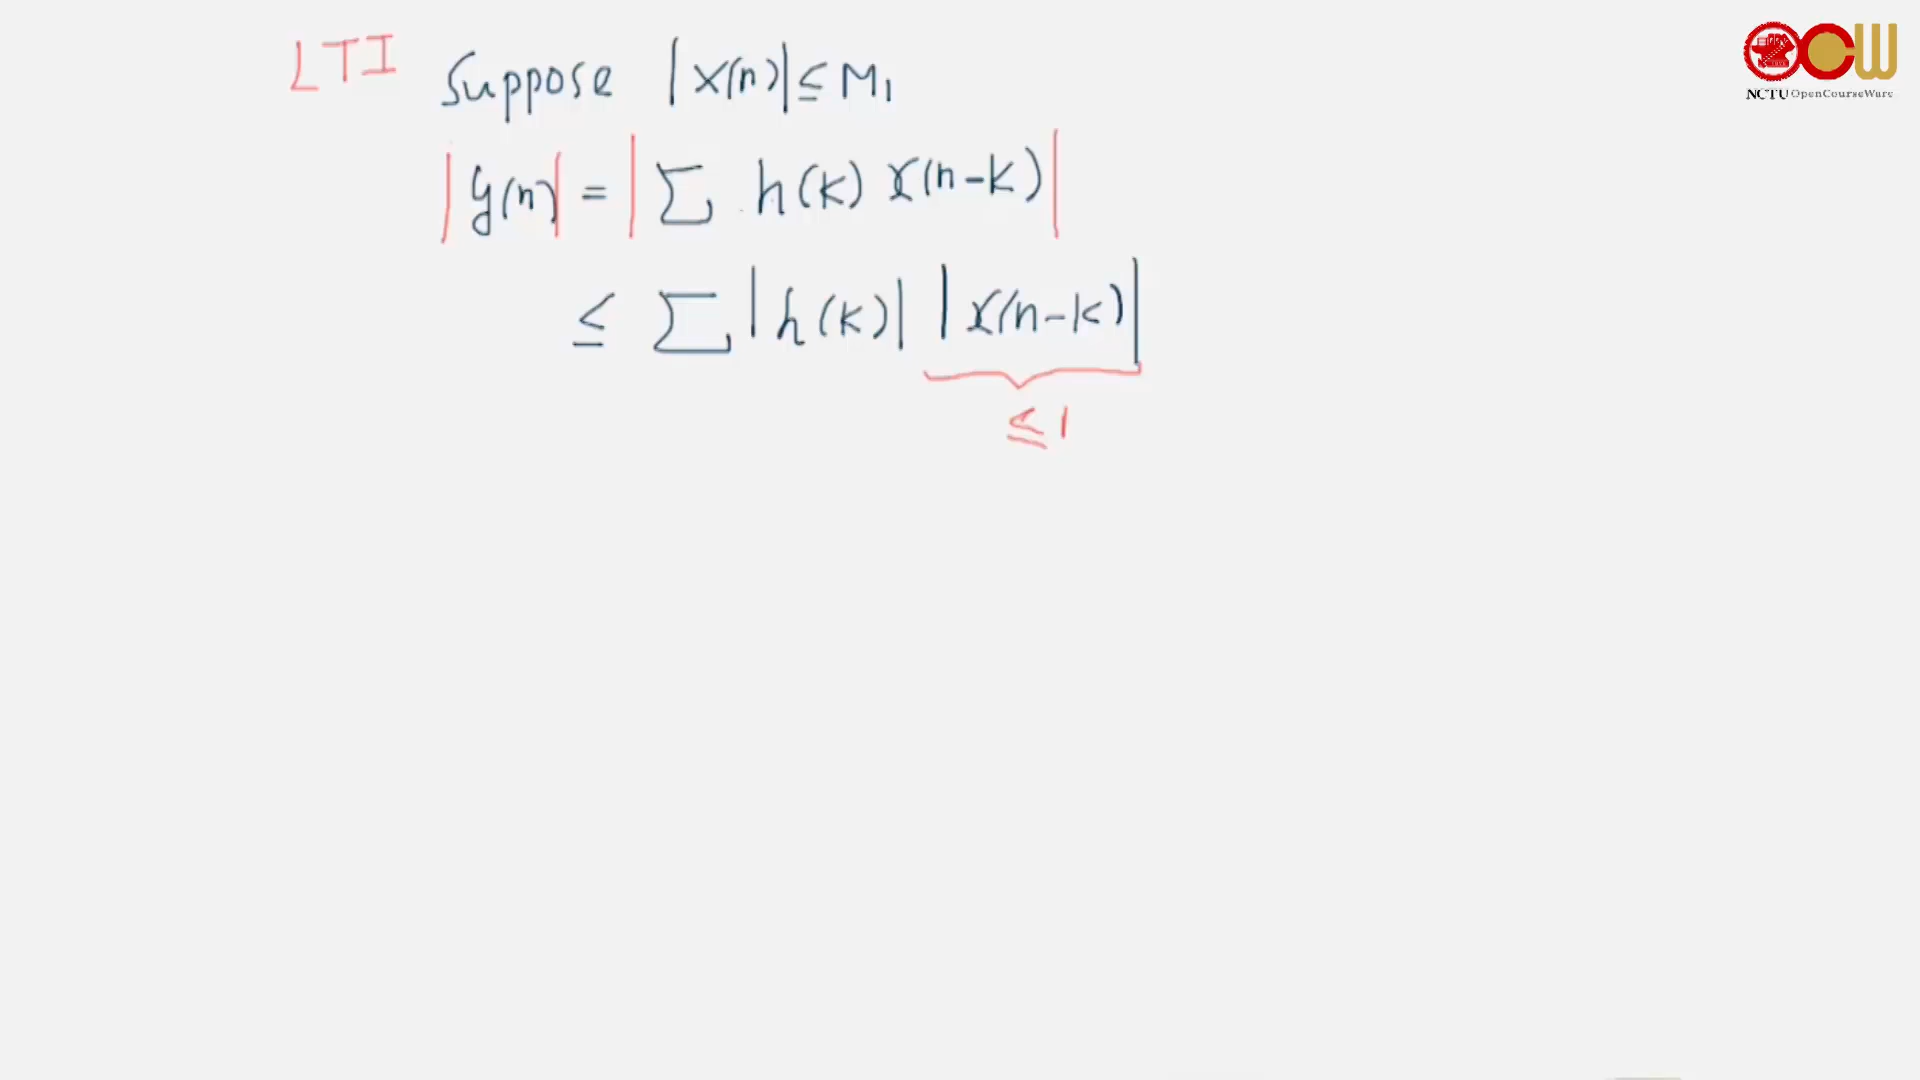 LTI Suppose |x(n)| ≤ M₁
|y(n)| = |∑ h(k) x(n-k)|
≤ ∑ |h(k)| |x(n-k)|
≤ 1
NCTU OpenCourseWare